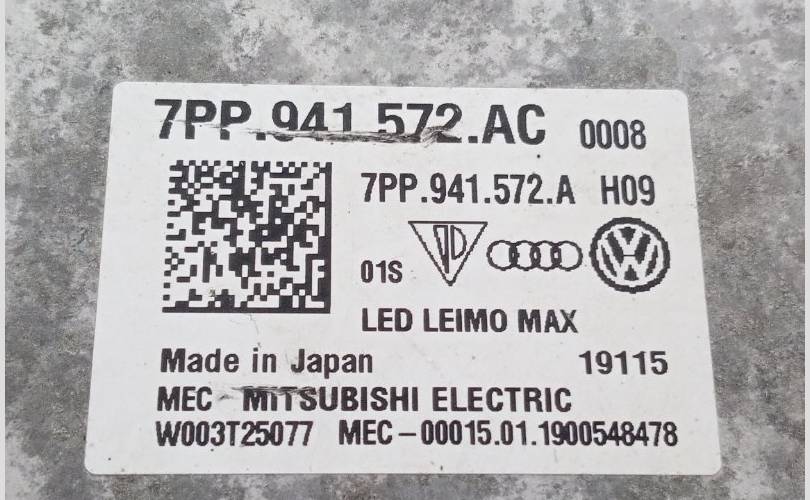 7PP.941.572.AC 0008
7PP.941.572.A H09
01S
LED LEIMO MAX
Made in Japan 19115
MEC MITSUBISHI ELECTRIC
W003T25077 MEC-00015.01.1900548478